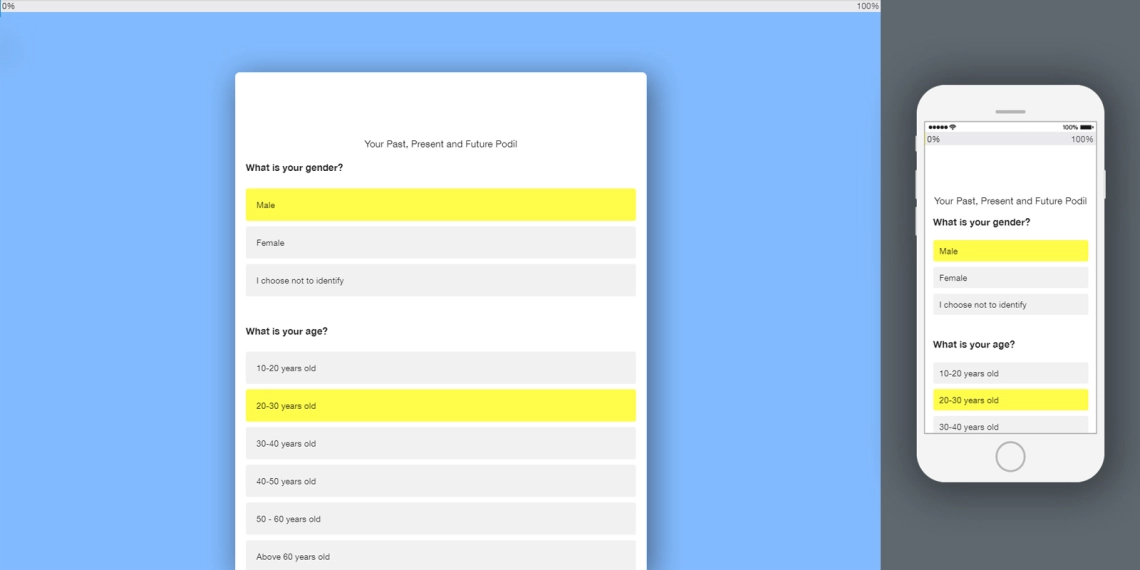 0%
100%
Your Past, Present and Future Podil
What is your gender?
Male
Female
I choose not to identify
What is your age?
10-20 years old
20-30 years old
30-40 years old
40-50 years old
50 - 60 years old
Above 60 years old
100%
0%
100%
Your Past, Present and Future Podil
What is your gender?
Male
Female
I choose not to identify
What is your age?
10-20 years old
20-30 years old
30-40 years old